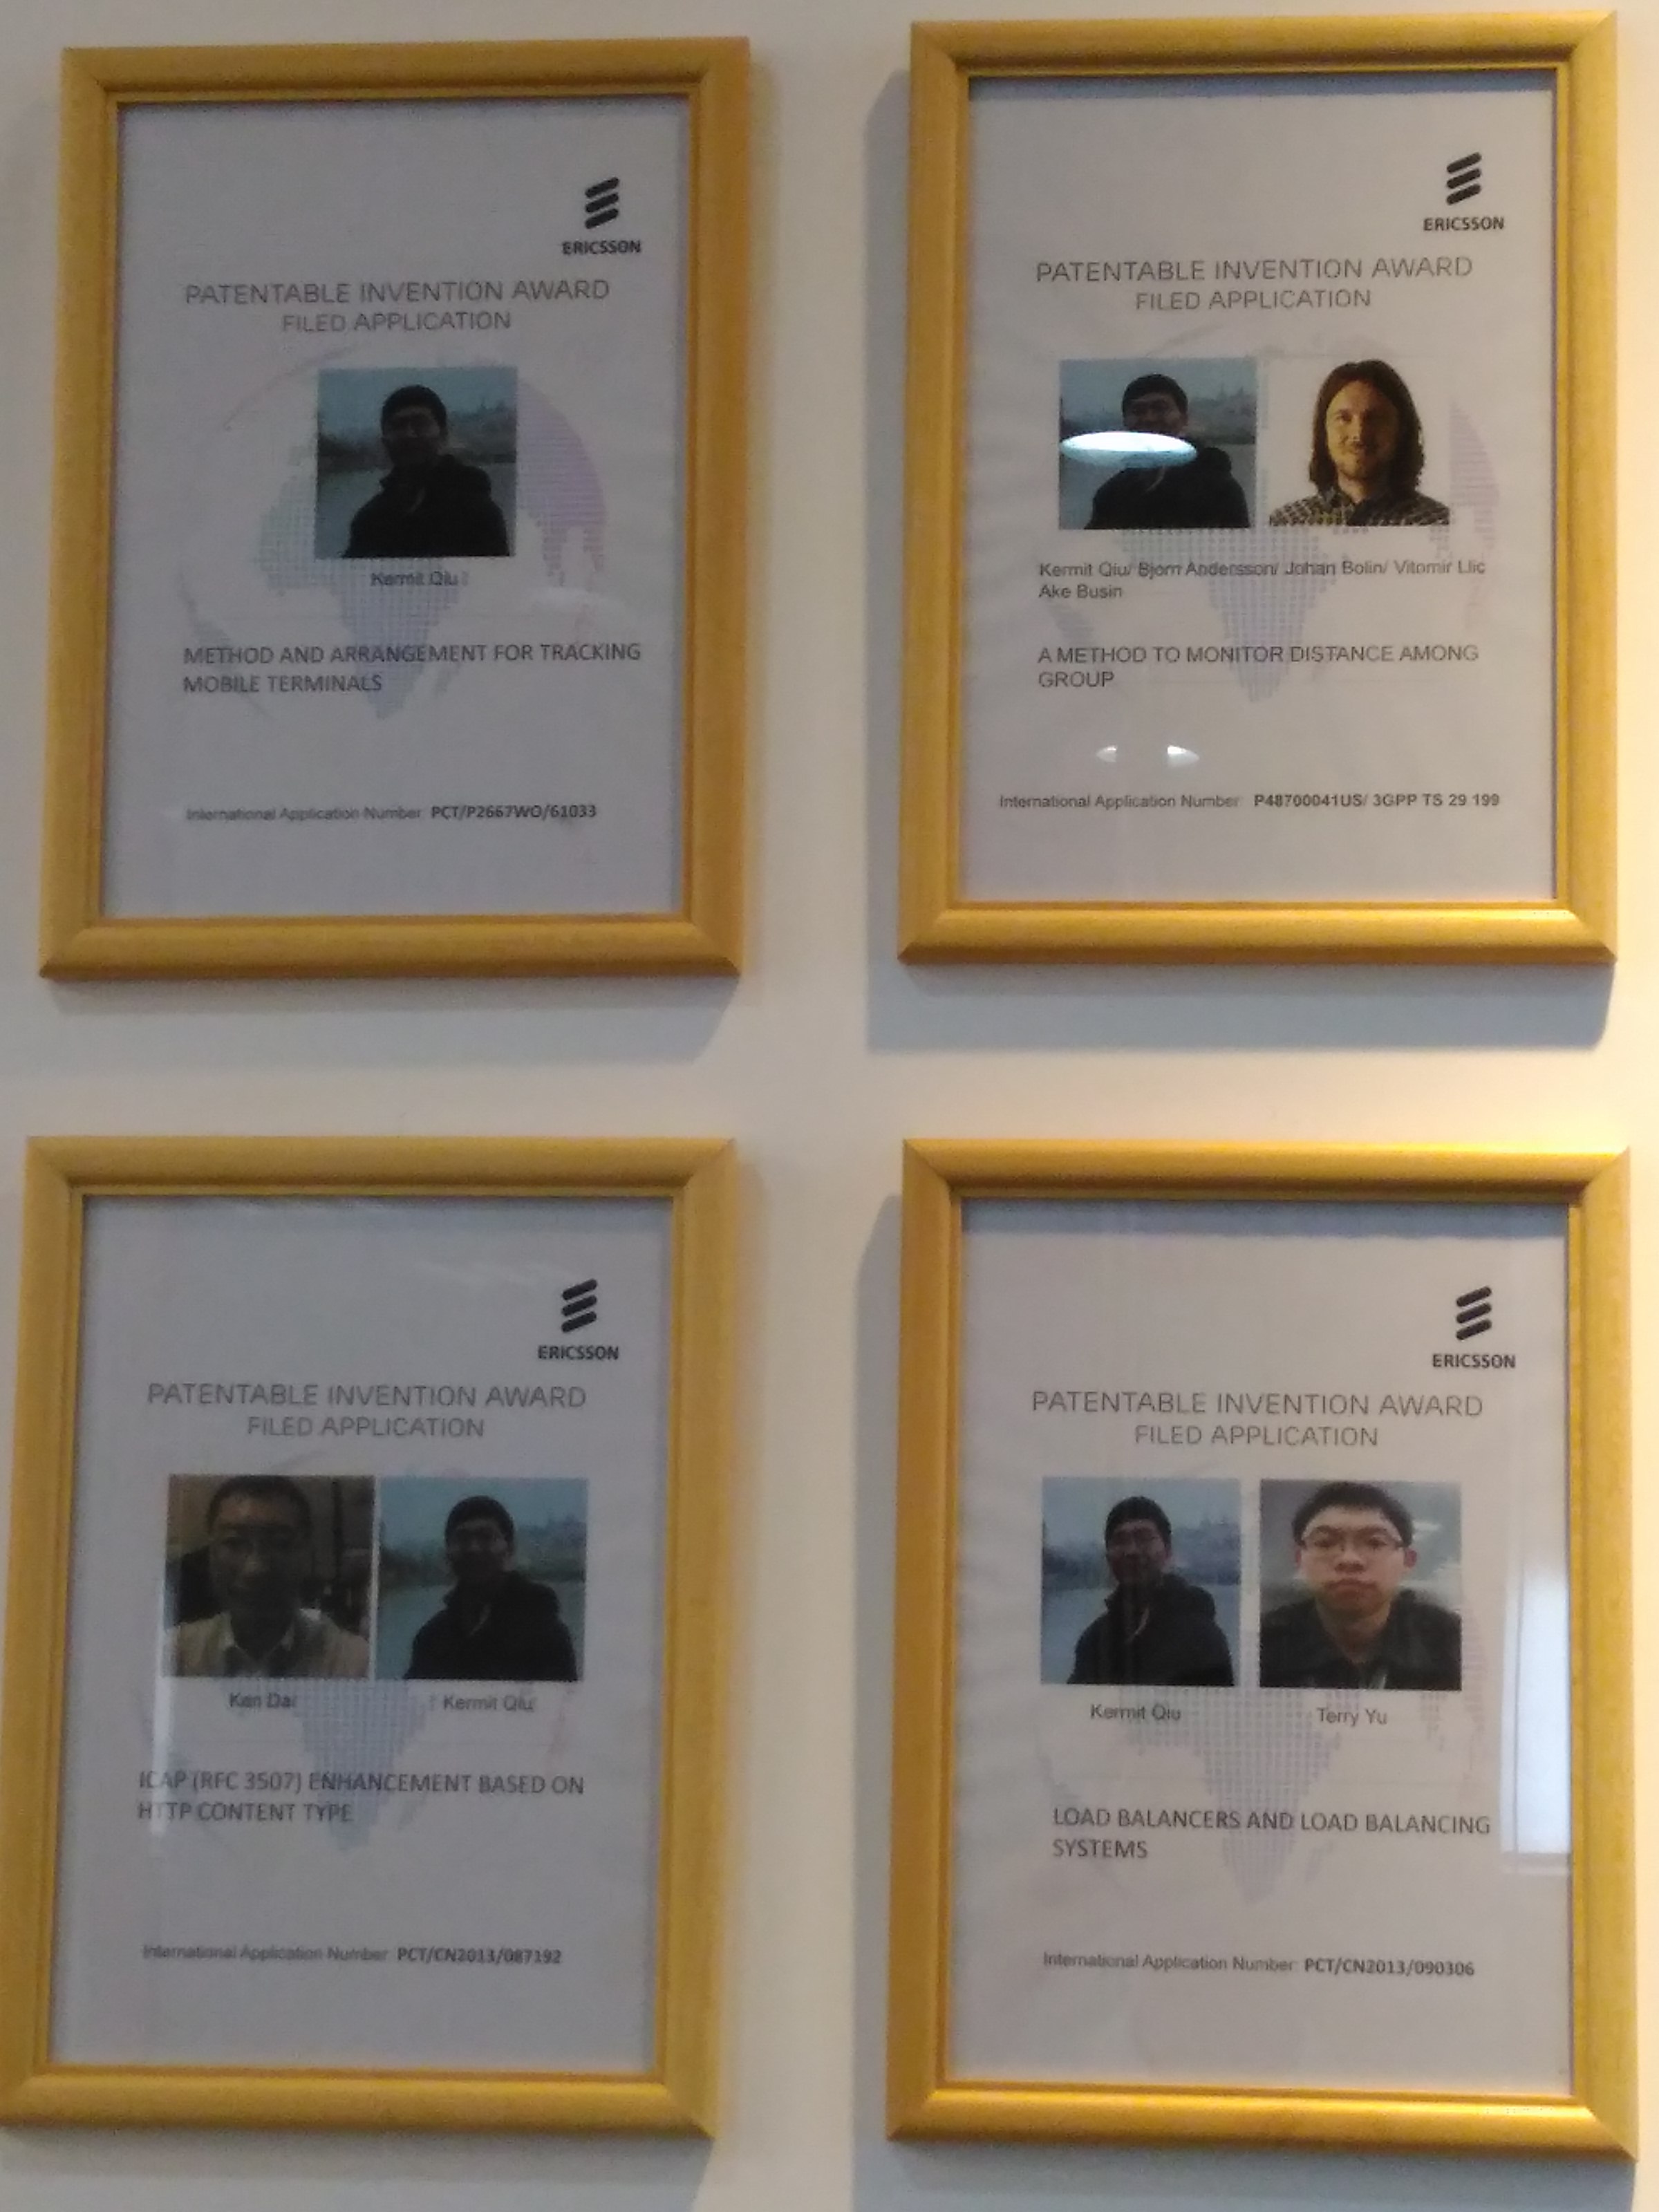 ERICSSON
PATENTABLE INVENTION AWARD
FILED APPLICATION
Kermit Qiu
METHOD AND ARRANGEMENT FOR TRACKING
MOBILE TERMINALS
International Application Number: PCT/P2667WO/61033
ERICSSON
PATENTABLE INVENTION AWARD
FILED APPLICATION
Kermit Qiu/ Bjorn Andersson/ Johan Bolin/ Vitomir Llic
Ake Busin
A METHOD TO MONITOR DISTANCE AMONG
GROUP
International Application Number: P48700041US/ 3GPP TS 29 199
ERICSSON
PATENTABLE INVENTION AWARD
FILED APPLICATION
Ken Dai
Kermit Qiu
ICAP (RFC 3507) ENHANCEMENT BASED ON
HTTP CONTENT TYPE
International Application Number: PCT/CN2013/087192
ERICSSON
PATENTABLE INVENTION AWARD
FILED APPLICATION
Kermit Qiu
Terry Yu
LOAD BALANCERS AND LOAD BALANCING
SYSTEMS
International Application Number: PCT/CN2013/090306